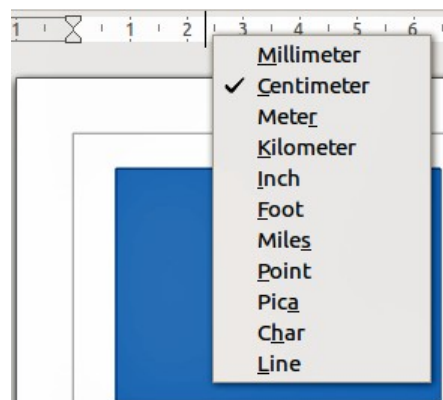 1 1 2 3 4 5 6
Millimeter
Centimeter
Meter
Kilometer
Inch
Foot
Miles
Point
Pica
Char
Line